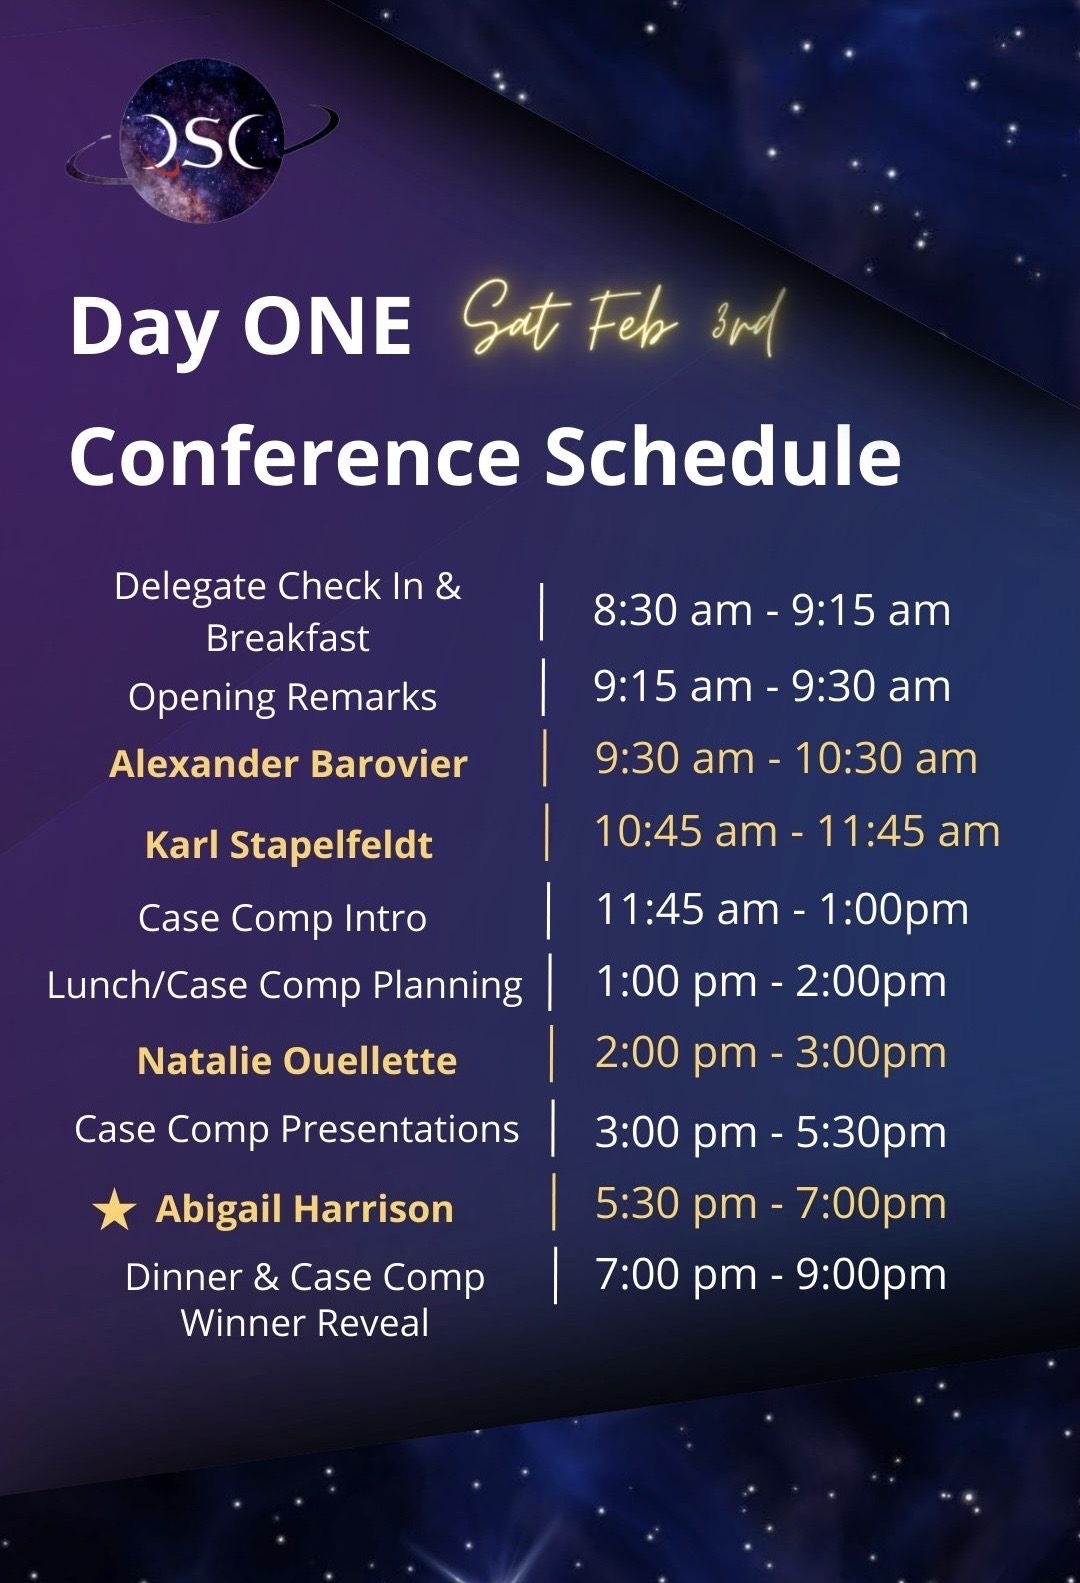 QSC
Day ONE Sat Feb 3rd
Conference Schedule
Delegate Check In &
Breakfast | 8:30 am - 9:15 am
Opening Remarks | 9:15 am - 9:30 am
Alexander Barovier | 9:30 am - 10:30 am
Karl Stapelfeldt | 10:45 am - 11:45 am
Case Comp Intro | 11:45 am - 1:00pm
Lunch/Case Comp Planning | 1:00 pm - 2:00pm
Natalie Ouellette | 2:00 pm - 3:00pm
Case Comp Presentations | 3:00 pm - 5:30pm
★ Abigail Harrison | 5:30 pm - 7:00pm
Dinner & Case Comp | 7:00 pm - 9:00pm
Winner Reveal